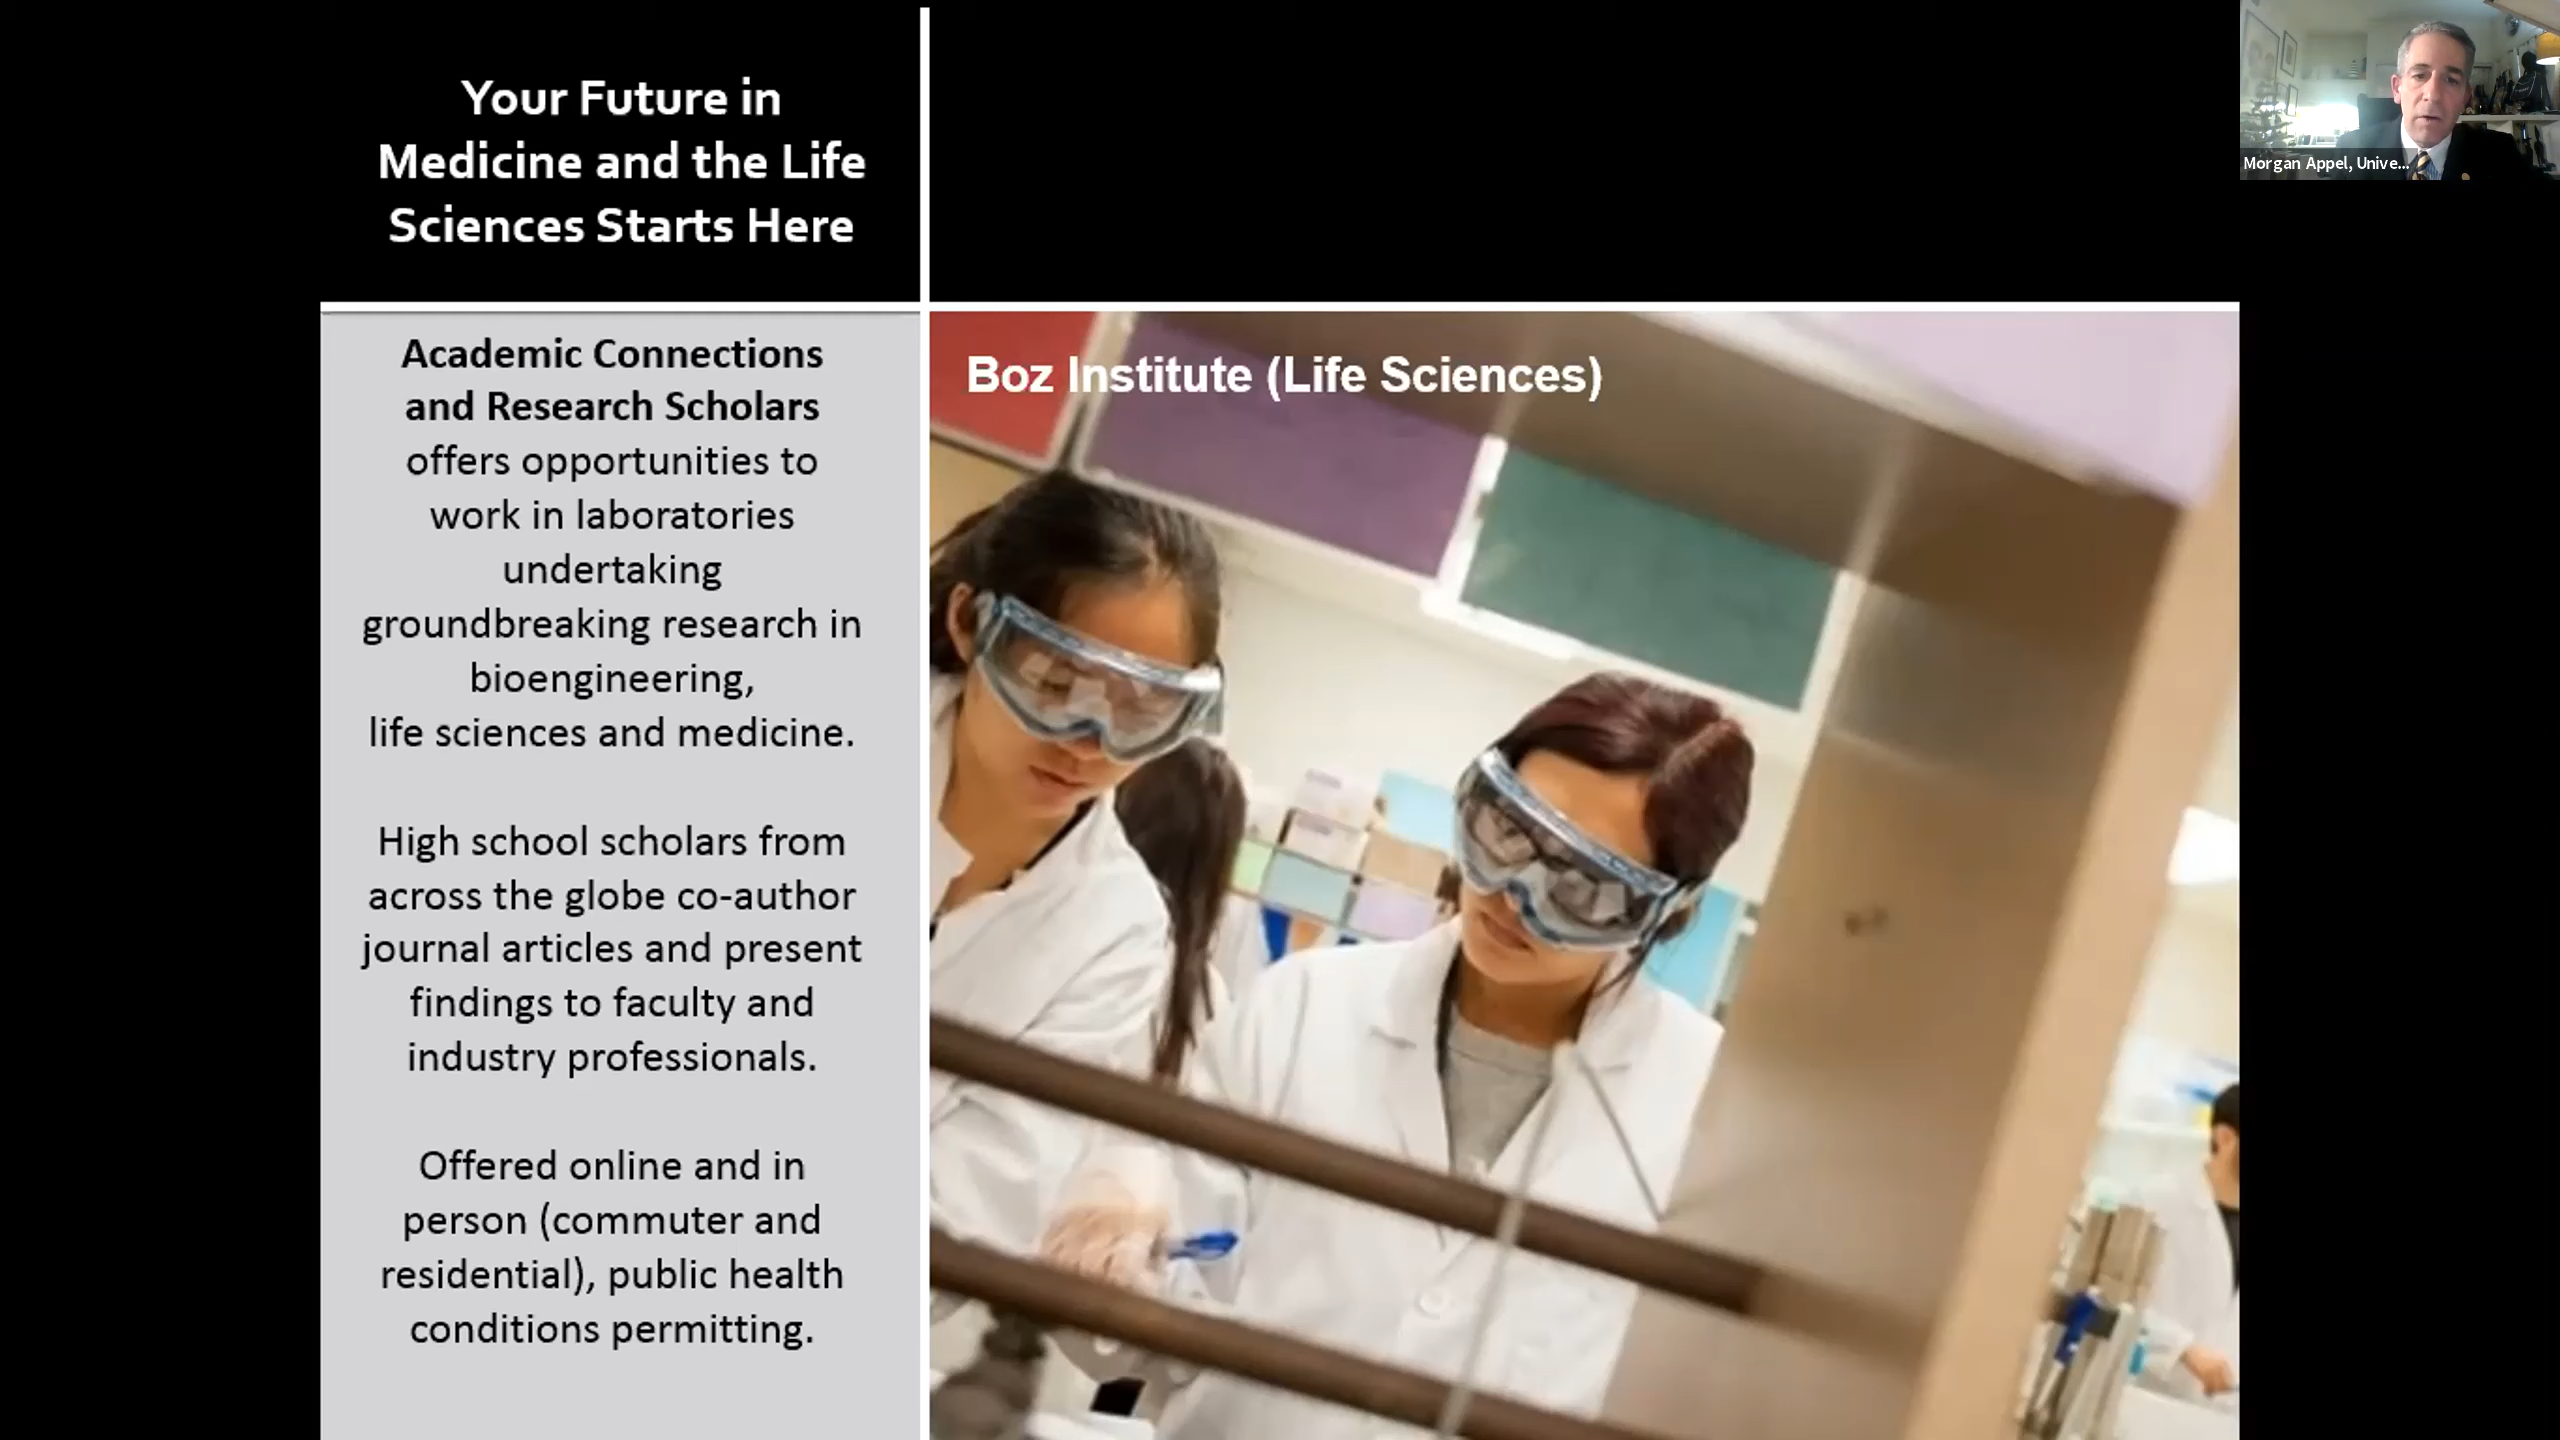 Your Future in
Medicine and the Life
Sciences Starts Here
Morgan Appel, Unive...
Academic Connections
and Research Scholars
offers opportunities to
work in laboratories
undertaking
groundbreaking research in
bioengineering,
life sciences and medicine.
High school scholars from
across the globe co-author
journal articles and present
findings to faculty and
industry professionals.
Offered online and in
person (commuter and
residential), public health
conditions permitting.
Boz Institute (Life Sciences)